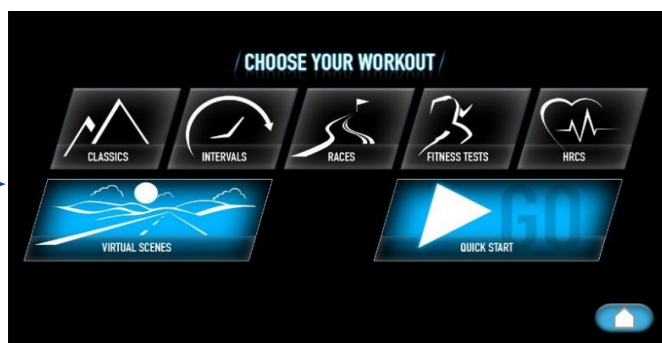 / CHOOSE YOUR WORKOUT /
CLASSICS
INTERVALS
RACES
FITNESS TESTS
HRCS
VIRTUAL SCENES
GO
QUICK START